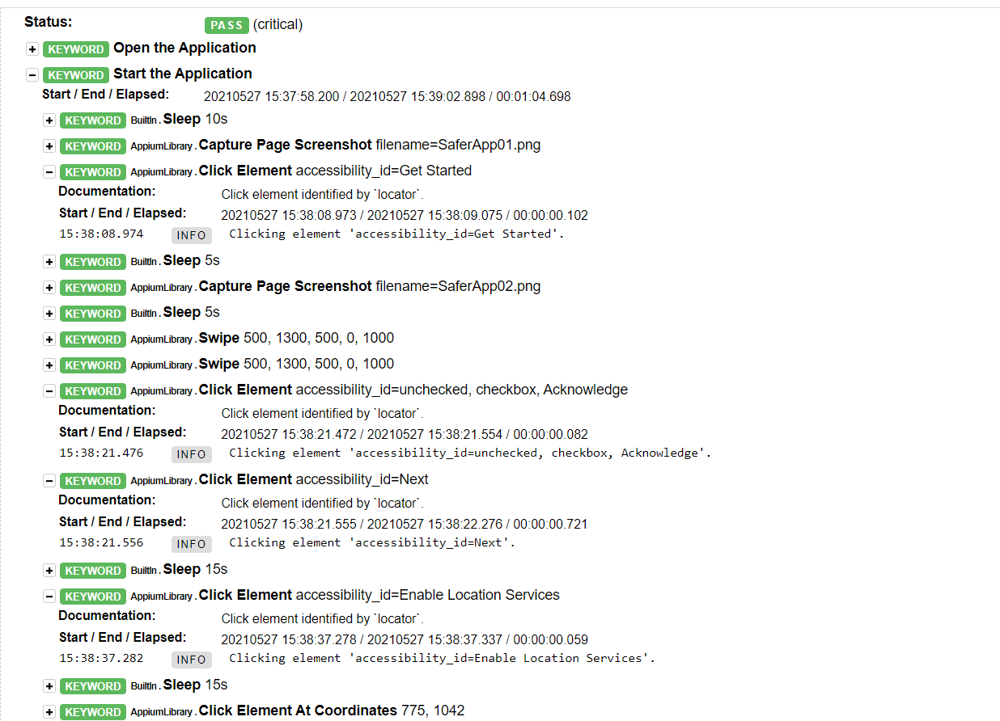 Status: PASS (critical)
+ KEYWORD Open the Application
- KEYWORD Start the Application
Start / End / Elapsed: 20210527 15:37:58.200 / 20210527 15:39:02.898 / 00:01:04.698
+ KEYWORD BuiltIn . Sleep 10s
+ KEYWORD AppiumLibrary . Capture Page Screenshot filename=SaferApp01.png
- KEYWORD AppiumLibrary . Click Element accessibility_id=Get Started
Documentation: Click element identified by `locator`.
Start / End / Elapsed: 20210527 15:38:08.973 / 20210527 15:38:09.075 / 00:00:00.102
15:38:08.974 INFO Clicking element 'accessibility_id=Get Started'.
+ KEYWORD BuiltIn . Sleep 5s
+ KEYWORD AppiumLibrary . Capture Page Screenshot filename=SaferApp02.png
+ KEYWORD BuiltIn . Sleep 5s
+ KEYWORD AppiumLibrary . Swipe 500, 1300, 500, 0, 1000
+ KEYWORD AppiumLibrary . Swipe 500, 1300, 500, 0, 1000
- KEYWORD AppiumLibrary . Click Element accessibility_id=unchecked, checkbox, Acknowledge
Documentation: Click element identified by `locator`.
Start / End / Elapsed: 20210527 15:38:21.472 / 20210527 15:38:21.554 / 00:00:00.082
15:38:21.476 INFO Clicking element 'accessibility_id=unchecked, checkbox, Acknowledge'.
- KEYWORD AppiumLibrary . Click Element accessibility_id=Next
Documentation: Click element identified by `locator`.
Start / End / Elapsed: 20210527 15:38:21.555 / 20210527 15:38:22.276 / 00:00:00.721
15:38:21.556 INFO Clicking element 'accessibility_id=Next'.
+ KEYWORD BuiltIn . Sleep 15s
- KEYWORD AppiumLibrary . Click Element accessibility_id=Enable Location Services
Documentation: Click element identified by `locator`.
Start / End / Elapsed: 20210527 15:38:37.278 / 20210527 15:38:37.337 / 00:00:00.059
15:38:37.282 INFO Clicking element 'accessibility_id=Enable Location Services'.
+ KEYWORD BuiltIn . Sleep 15s
+ KEYWORD AppiumLibrary . Click Element At Coordinates 775, 1042